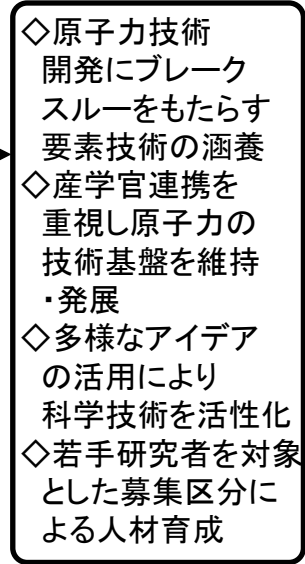 ◇原子力技術
開発にブレーク
スルーをもたらす
要素技術の涵養
◇産学官連携を
重視し原子力の
技術基盤を維持
・発展
◇多様なアイデア
の活用により
科学技術を活性化
◇若手研究者を対象
とした募集区分に
よる人材育成